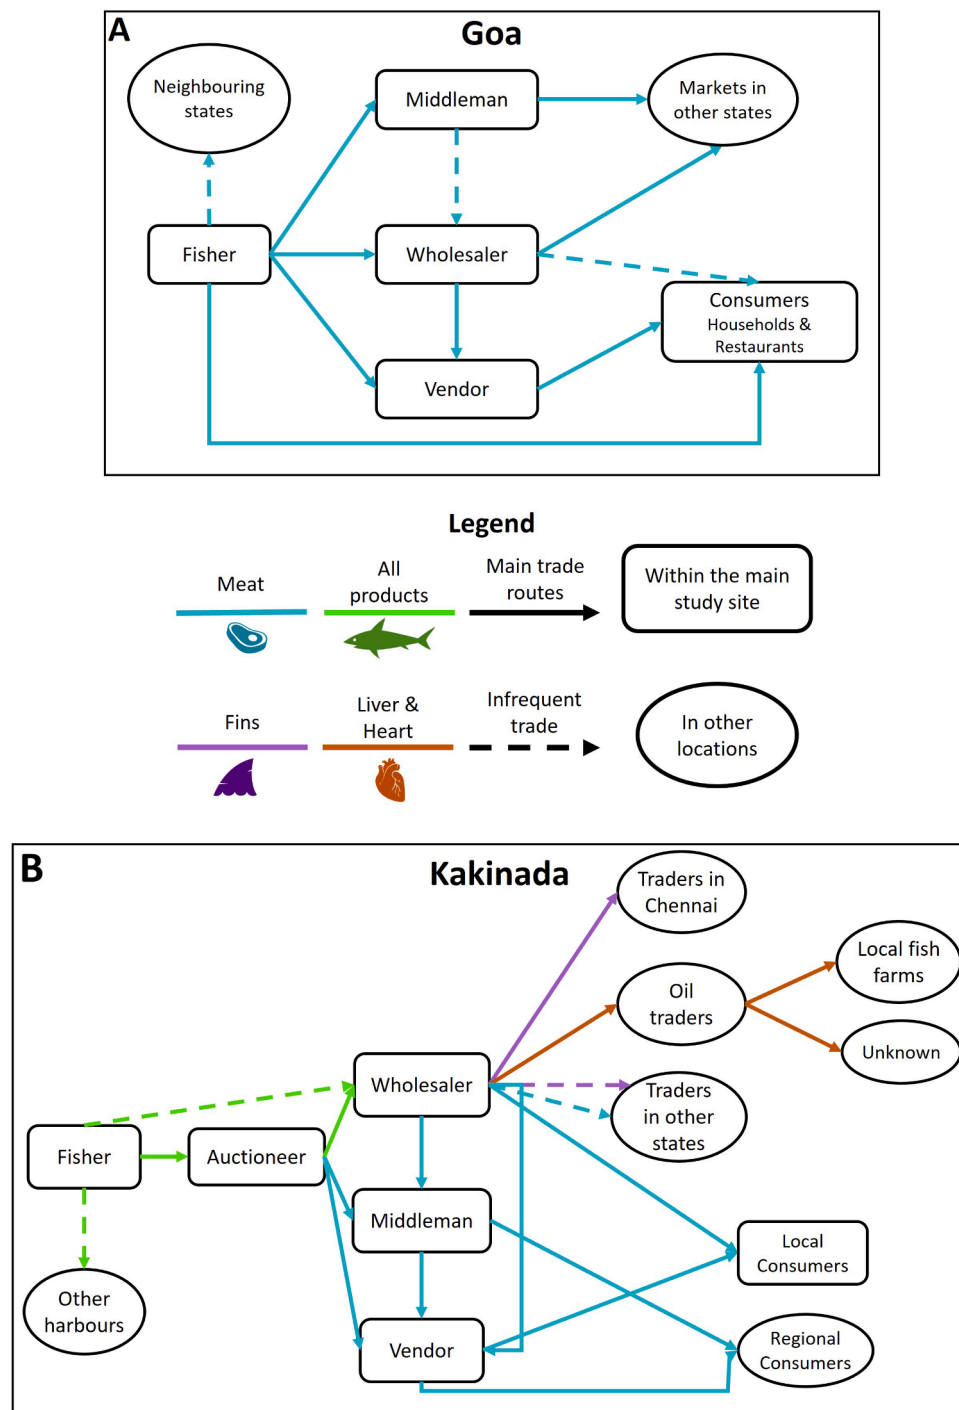 A
Goa
Neighbouring
states
Middleman
Markets in
other states
Fisher
Wholesaler
Consumers
Households &
Restaurants
Vendor
Legend
Meat
All
products
Main trade
routes
Within the main
study site
Fins
Liver &
Heart
Infrequent
trade
In other
locations
B
Kakinada
Traders in
Chennai
Local fish
farms
Oil
traders
Unknown
Wholesaler
Traders
in other
states
Fisher
Auctioneer
Middleman
Local
Consumers
Other
harbours
Vendor
Regional
Consumers